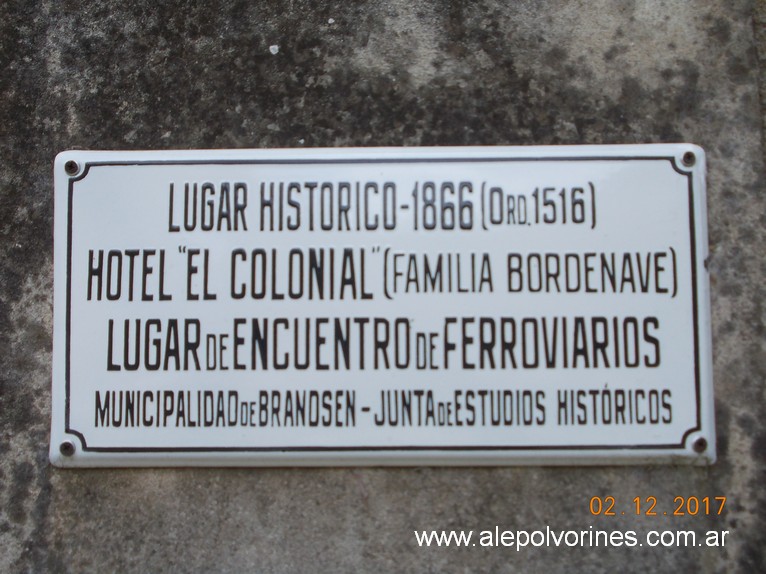 LUGAR HISTORICO-1866 (ORD. 1516)
HOTEL "EL COLONIAL" (FAMILIA BORDENAVE)
LUGAR DE ENCUENTRO DE FERROVIARIOS
MUNICIPALIDAD DE BRANDSEN - JUNTA DE ESTUDIOS HISTÓRICOS
02.12.2017
www.alepolvorines.com.ar